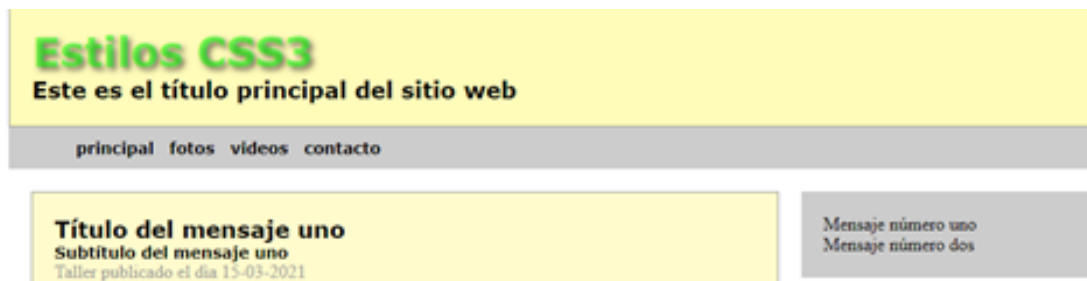 Estilos CSS3
Este es el título principal del sitio web
principal fotos videos contacto
Título del mensaje uno
Subtítulo del mensaje uno
Taller publicado el dia 15-03-2021
Mensaje número uno
Mensaje número dos